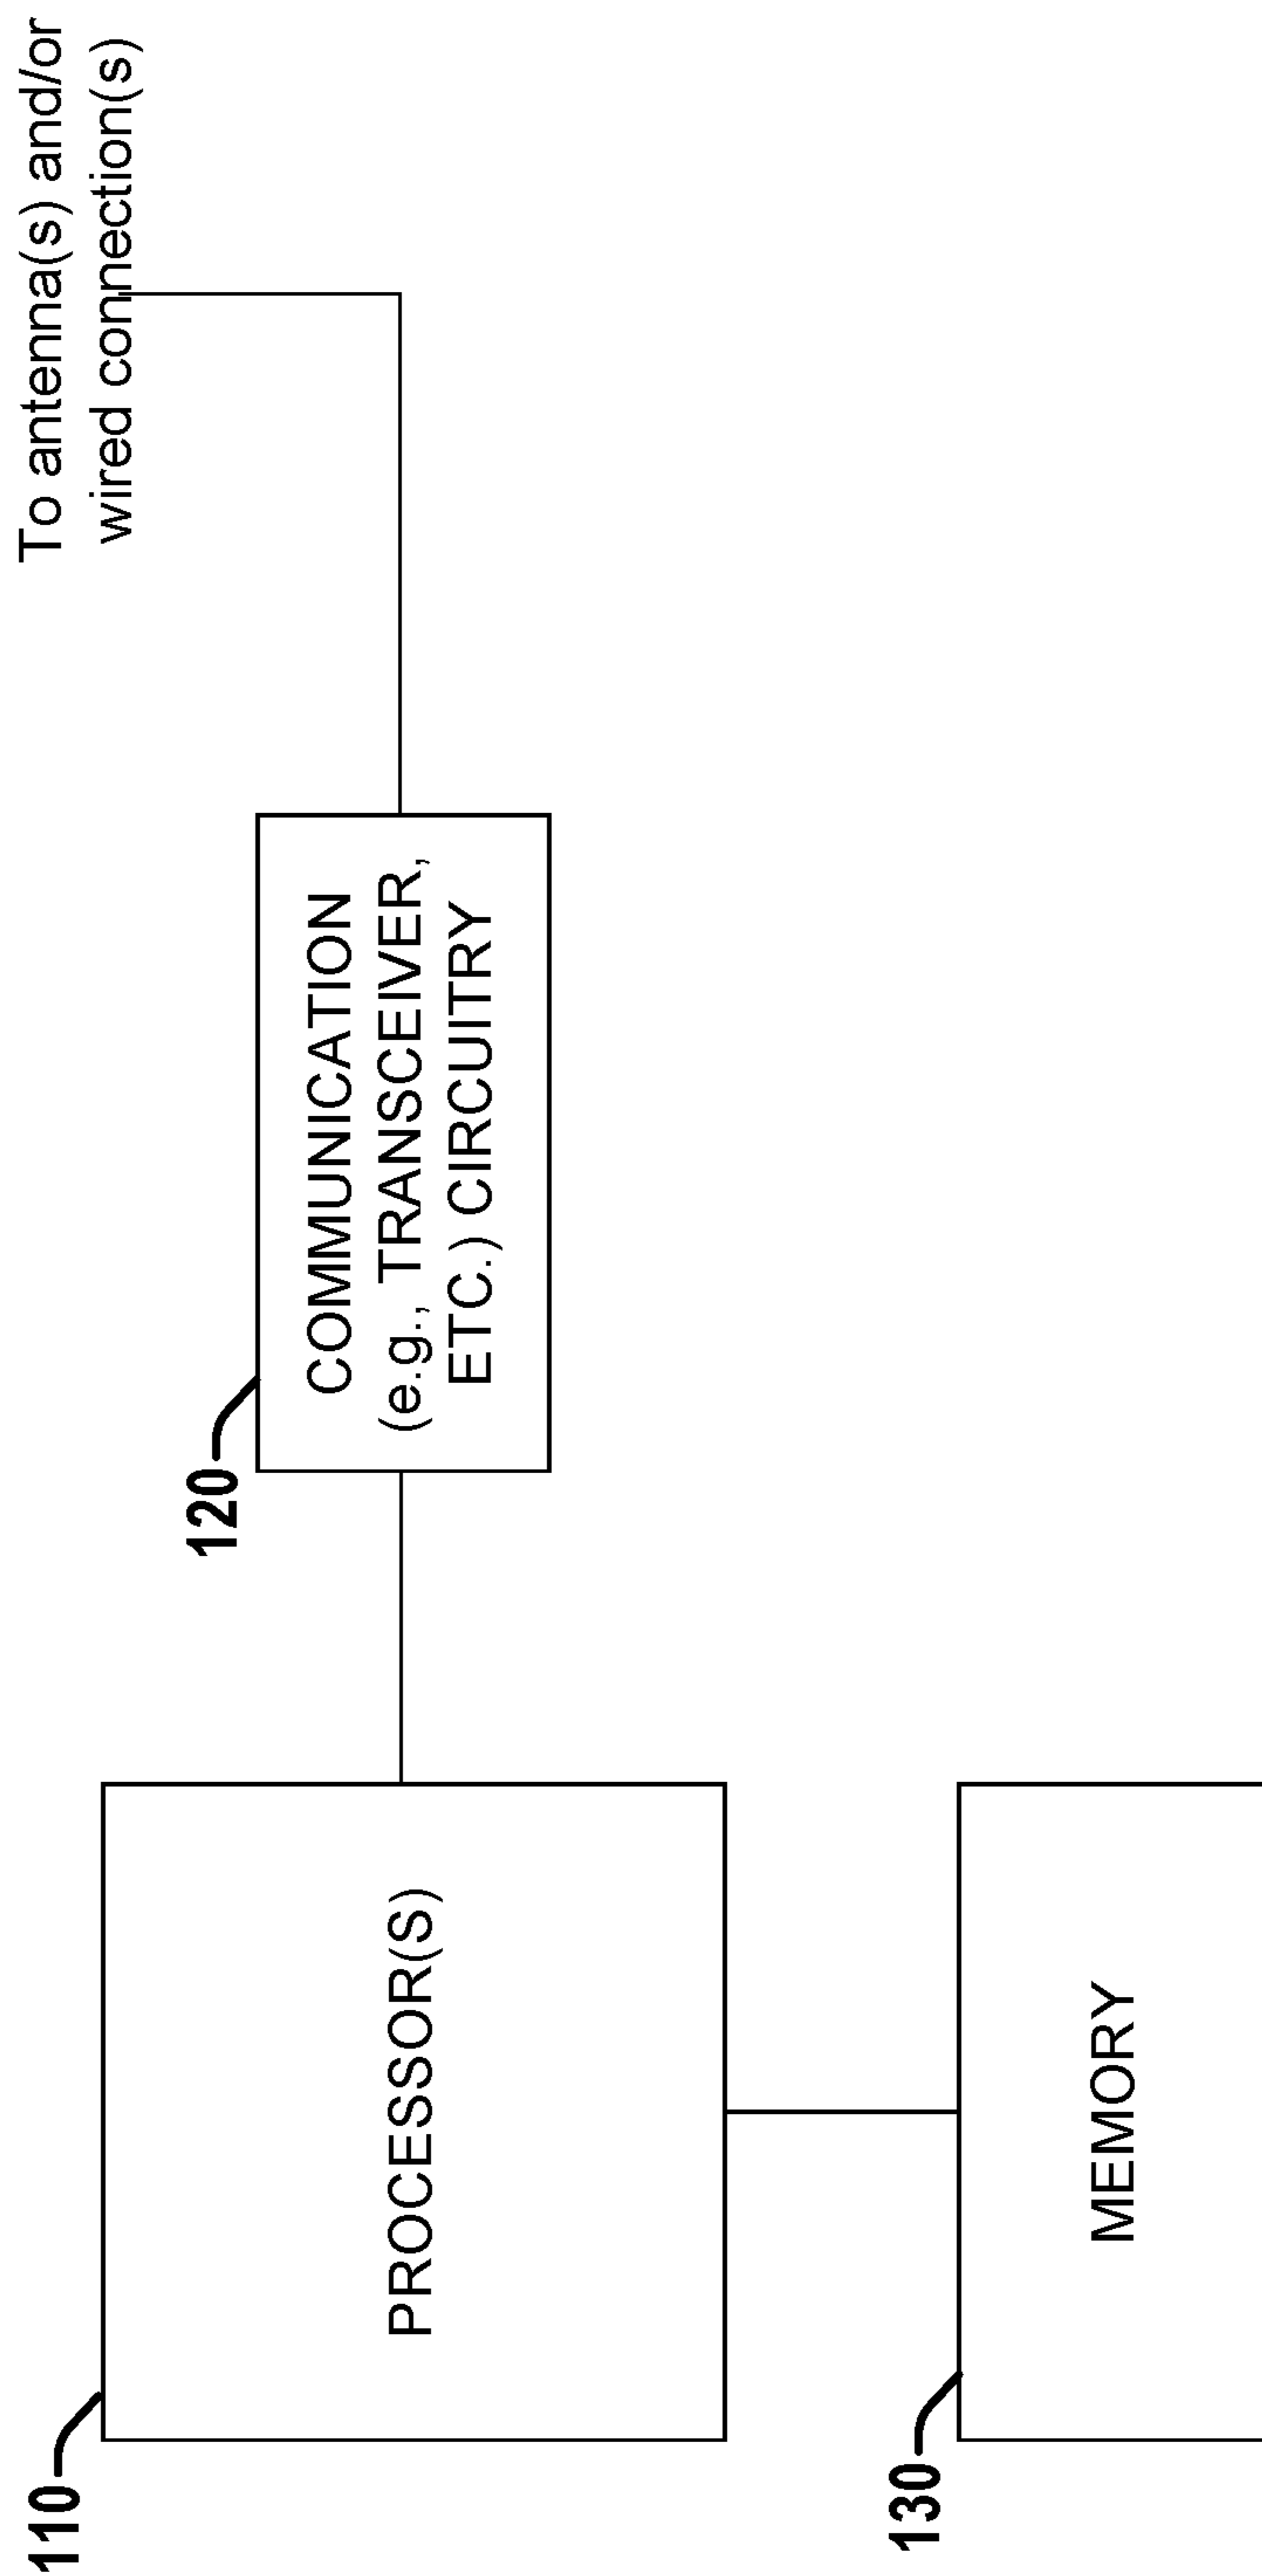 To antenna(s) and/or
wired connection(s)
120
COMMUNICATION
(e.g., TRANSCEIVER,
ETC.) CIRCUITRY
110
PROCESSOR(S)
130
MEMORY